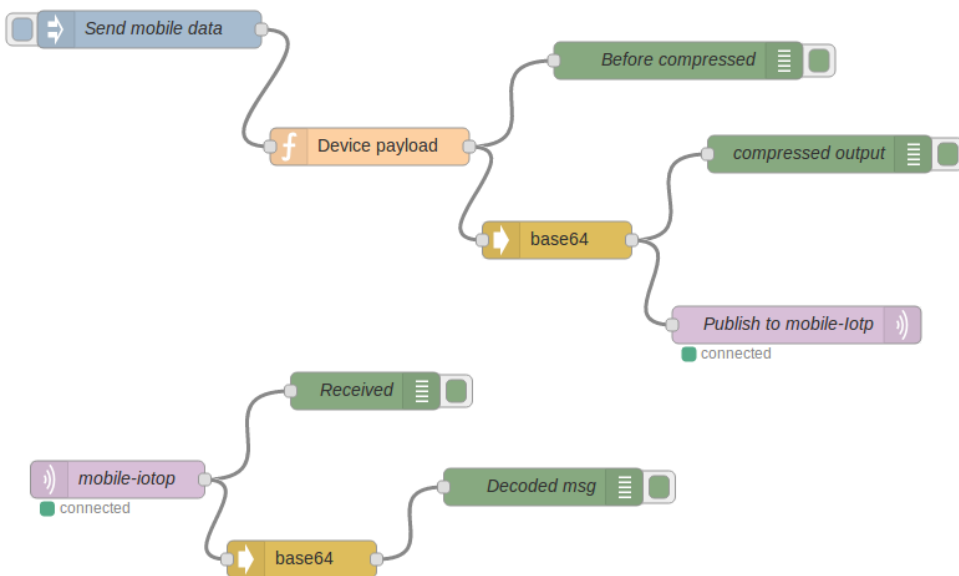 Send mobile data
Before compressed
Device payload
compressed output
base64
Publish to mobile-Iotp
connected
Received
mobile-iotop
connected
Decoded msg
base64